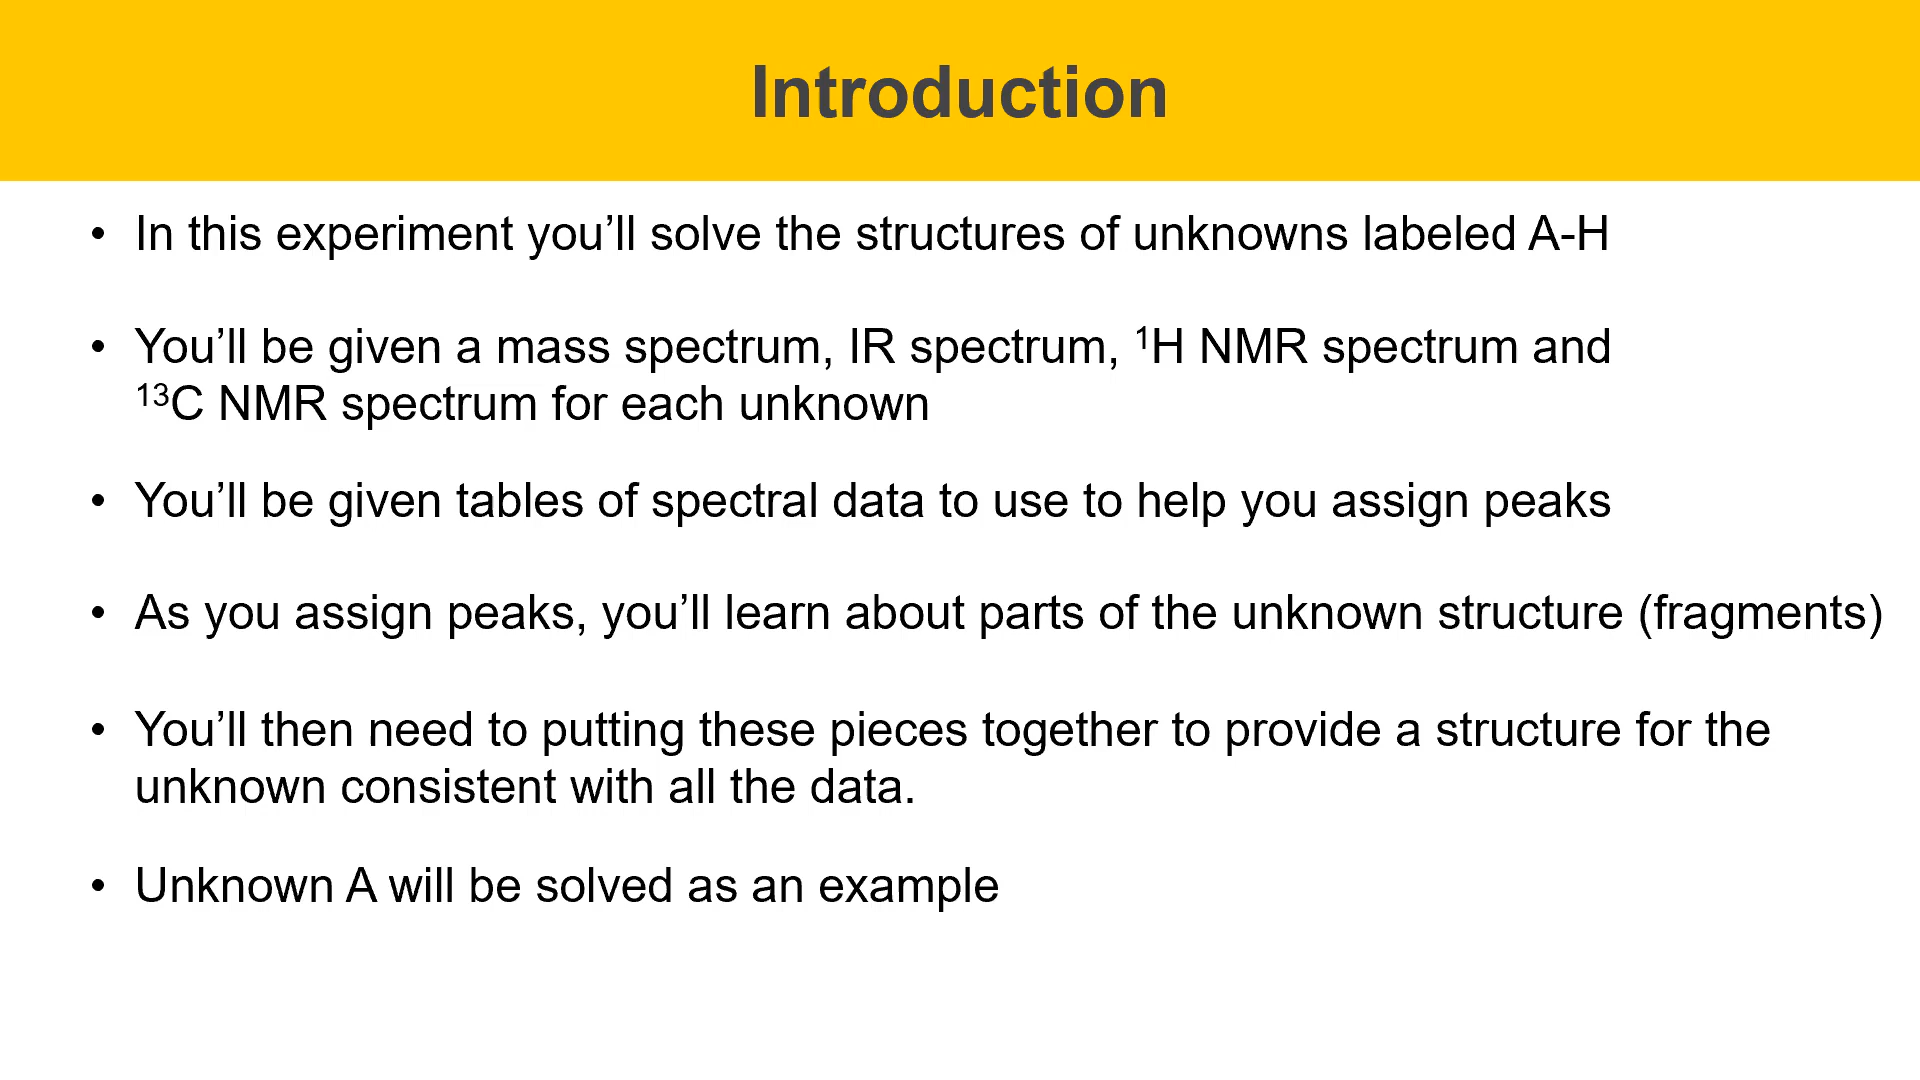 Introduction
• In this experiment you’ll solve the structures of unknowns labeled A-H
• You’ll be given a mass spectrum, IR spectrum, ¹H NMR spectrum and
¹³C NMR spectrum for each unknown
• You’ll be given tables of spectral data to use to help you assign peaks
• As you assign peaks, you’ll learn about parts of the unknown structure (fragments)
• You’ll then need to putting these pieces together to provide a structure for the
unknown consistent with all the data.
• Unknown A will be solved as an example